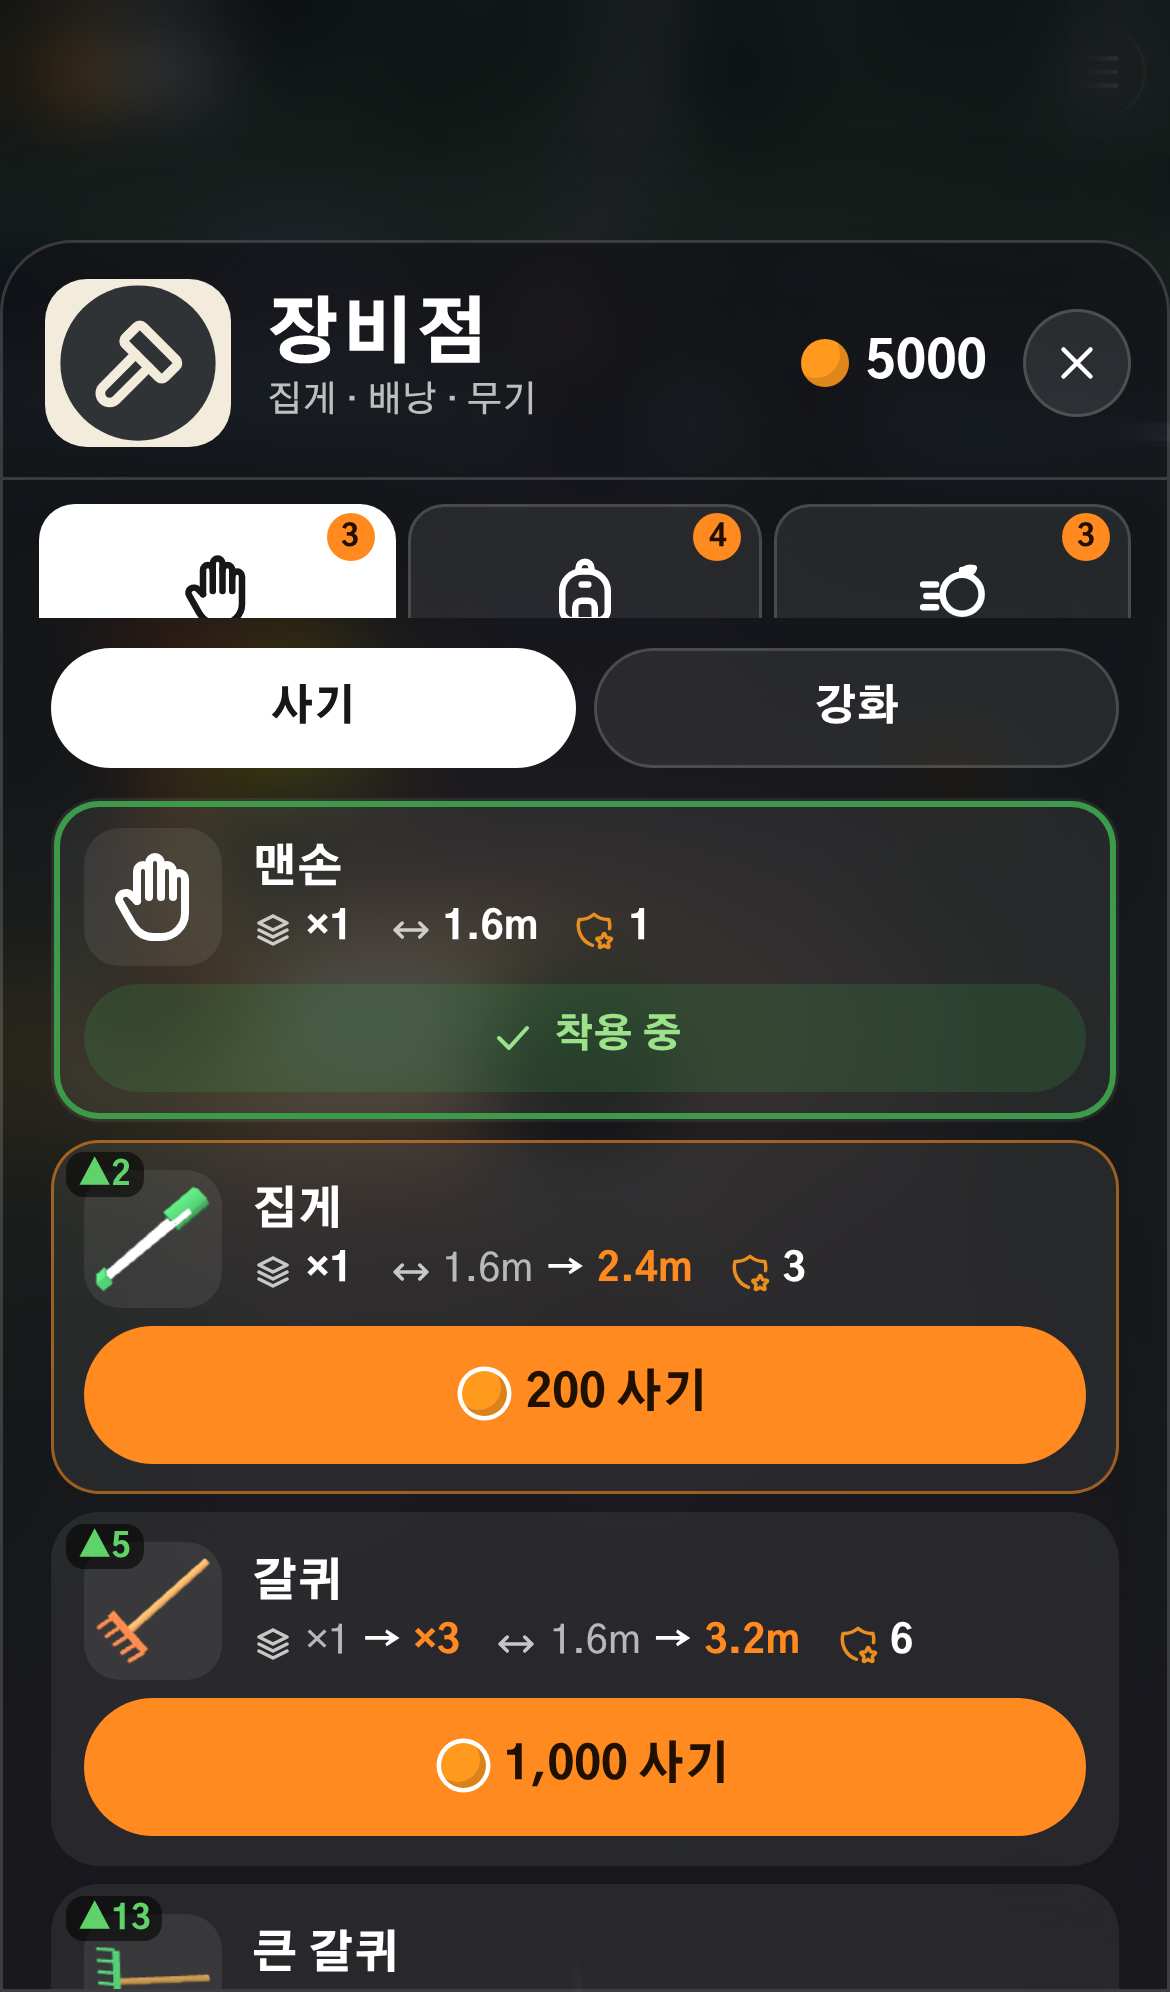 장비점
집게 · 배낭 · 무기
5000
3
4
3
사기
강화
맨손
×1 ↔ 1.6m 1
✓ 착용 중
▲2
집게
×1 ↔ 1.6m → 2.4m 3
200 사기
▲5
갈퀴
×1 → ×3 ↔ 1.6m → 3.2m 6
1,000 사기
▲13
큰 갈퀴